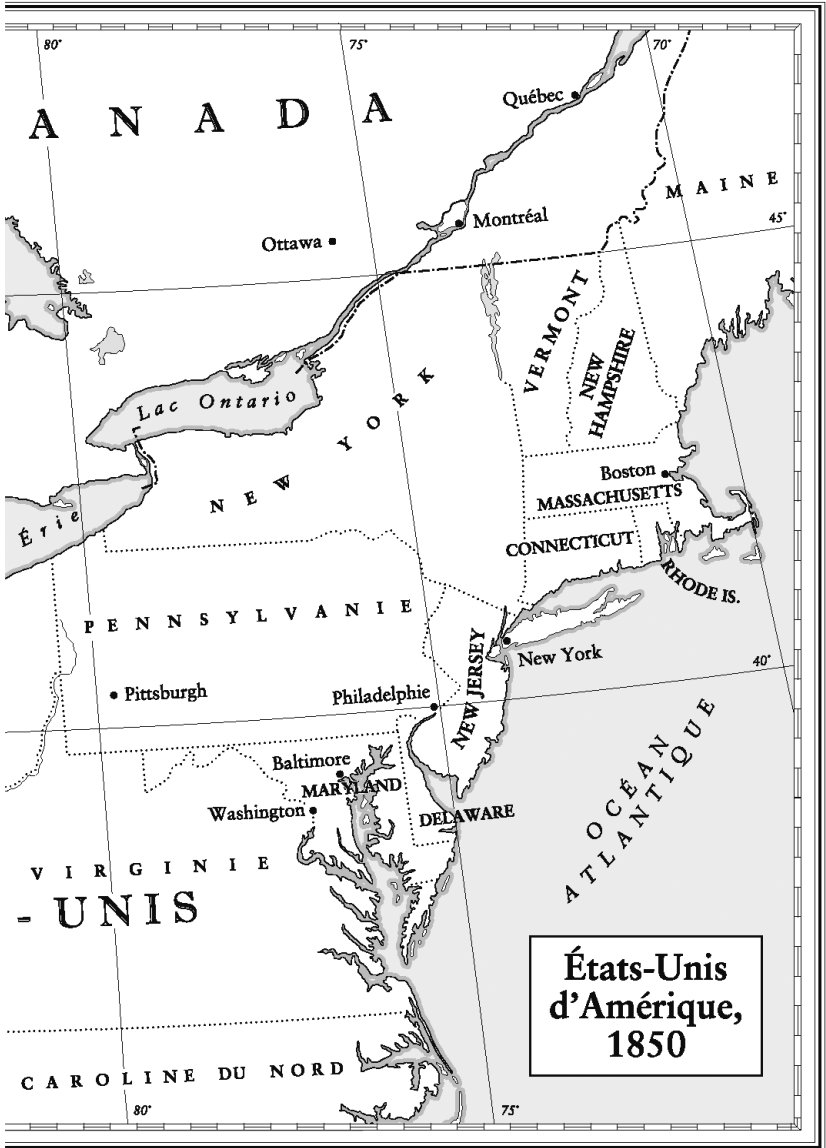 80°
75°
70°
ANADA
Québec
MAINE
45°
Montréal
Ottawa
VERMONT
NEW
HAMPSHIRE
Lac Ontario
NEW YORK
Boston
MASSACHUSETTS
Érie
CONNECTICUT
RHODE IS.
PENNSYLVANIE
New York
40°
NEW JERSEY
Pittsburgh
Philadelphie
OCÉAN
ATLANTIQUE
Baltimore
MARYLAND
Washington
DELAWARE
VIRGINIE
-UNIS
États-Unis
d’Amérique,
1850
CAROLINE DU NORD
80°
75°